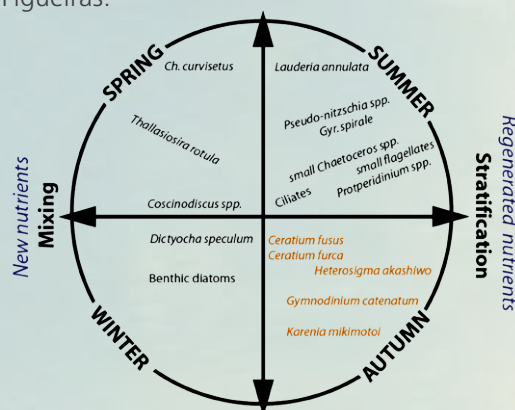 Figueiras.
SPRING
SUMMER
Ch. curvisetus
Lauderia annulata
Thallasiosira rotula
Pseudo-nitzschia spp.
Gyr. spirale
small Chaetoceros spp.
small flagellates
Protperidinium spp.
Ciliates
Coscinodiscus spp.
New nutrients
Mixing
Stratification
Regenerated nutrients
Dictyocha speculum
Benthic diatoms
Ceratium fusus
Ceratium furca
Heterosigma akashiwo
Gymnodinium catenatum
Karenia mikimotoi
WINTER
AUTUMN